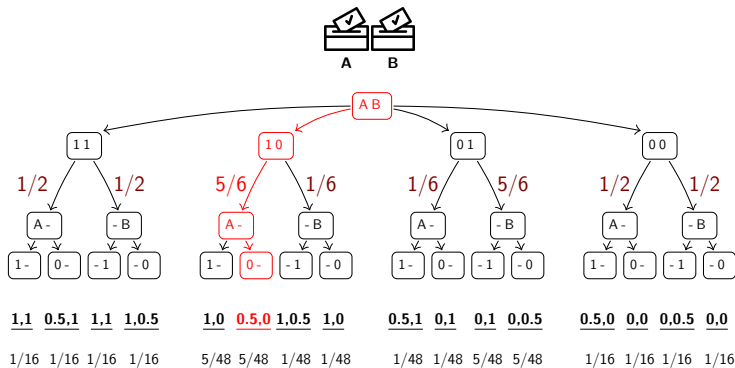 A B
A B
1 1 1 0 0 1 0 0
1/2 1/2 5/6 1/6 1/6 5/6 1/2 1/2
A - - B A - - B A - - B A - - B
1 - 0 - - 1 - 0 1 - 0 - - 1 - 0 1 - 0 - - 1 - 0 1 - 0 - - 1 - 0
1,1 0.5,1 1,1 1,0.5 1,0 0.5,0 1,0.5 1,0 0.5,1 0,1 0,1 0,0.5 0.5,0 0,0 0,0.5 0,0
1/16 1/16 1/16 1/16 5/48 5/48 1/48 1/48 1/48 1/48 5/48 5/48 1/16 1/16 1/16 1/16